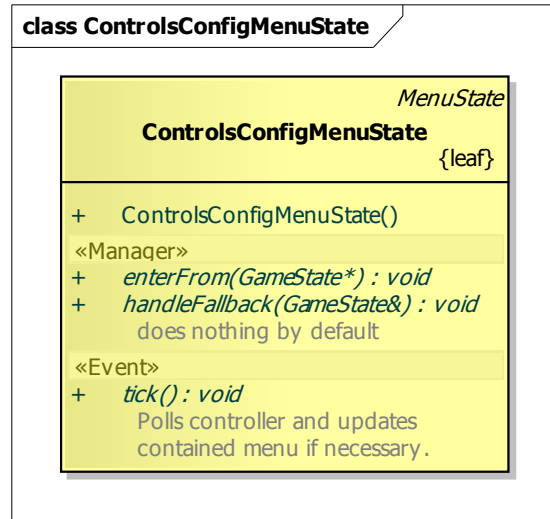 class ControlsConfigMenuState
MenuState
ControlsConfigMenuState
{leaf}
+ ControlsConfigMenuState()
«Manager»
+ enterFrom(GameState*) : void
+ handleFallback(GameState&) : void
does nothing by default
«Event»
+ tick() : void
Polls controller and updates
contained menu if necessary.